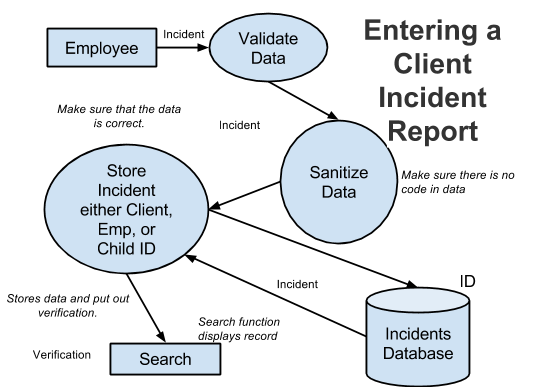 Entering a
Client
Incident
Report
Employee
Incident
Validate
Data
Make sure that the data
is correct.
Incident
Sanitize
Data
Make sure there is no
code in data
Store
Incident
either Client,
Emp, or
Child ID
Incident
ID
Incidents
Database
Stores data and put out
verification.
Search function
displays record
Verification
Search